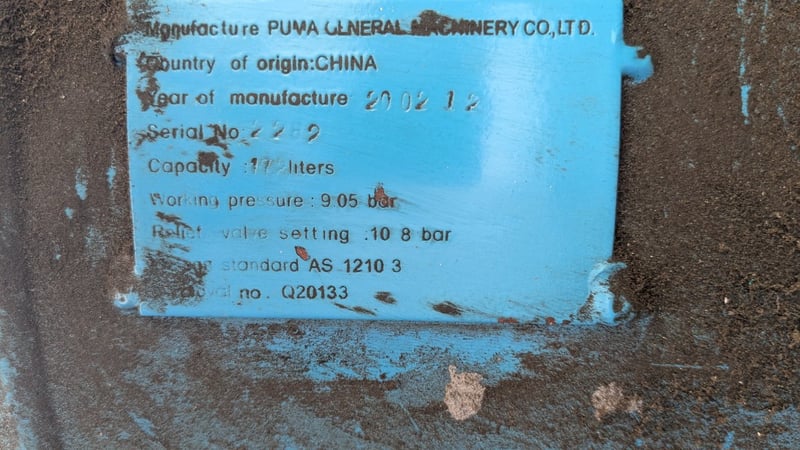 Manufacture PUMA GENERAL MACHINERY CO.,LTD.
Country of origin:CHINA
Year of manufacture 2002 12
Serial No:
Capacity : liters
Working pressure : 9.05 bar
Relief valve setting :10 8 bar
standard AS 1210 3
no. Q20133